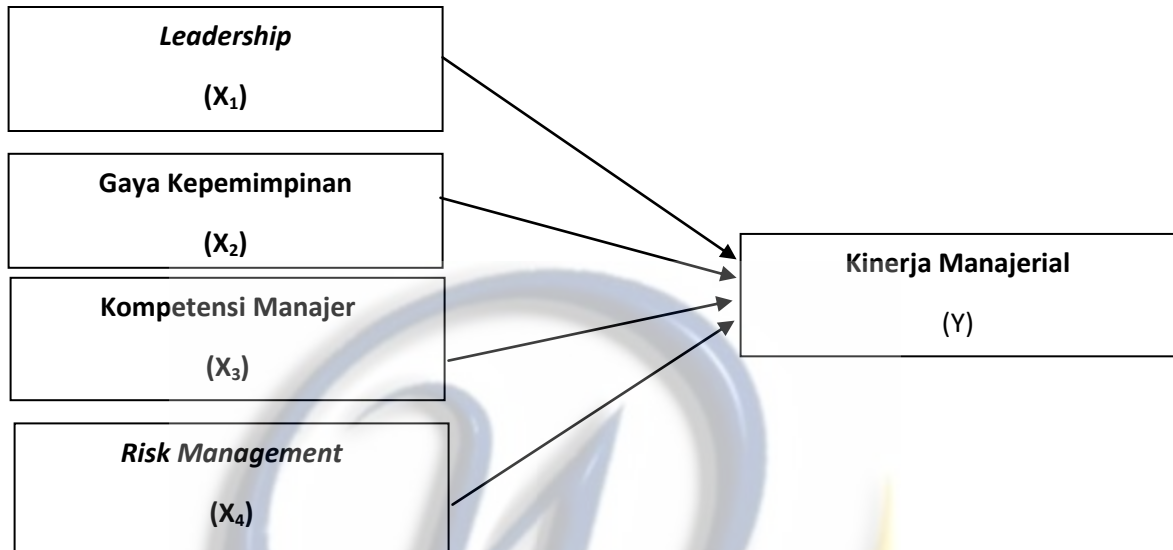 Leadership
(X₁)
Gaya Kepemimpinan
(X₂)
Kompetensi Manajer
(X₃)
Risk Management
(X₄)
Kinerja Manajerial
(Y)